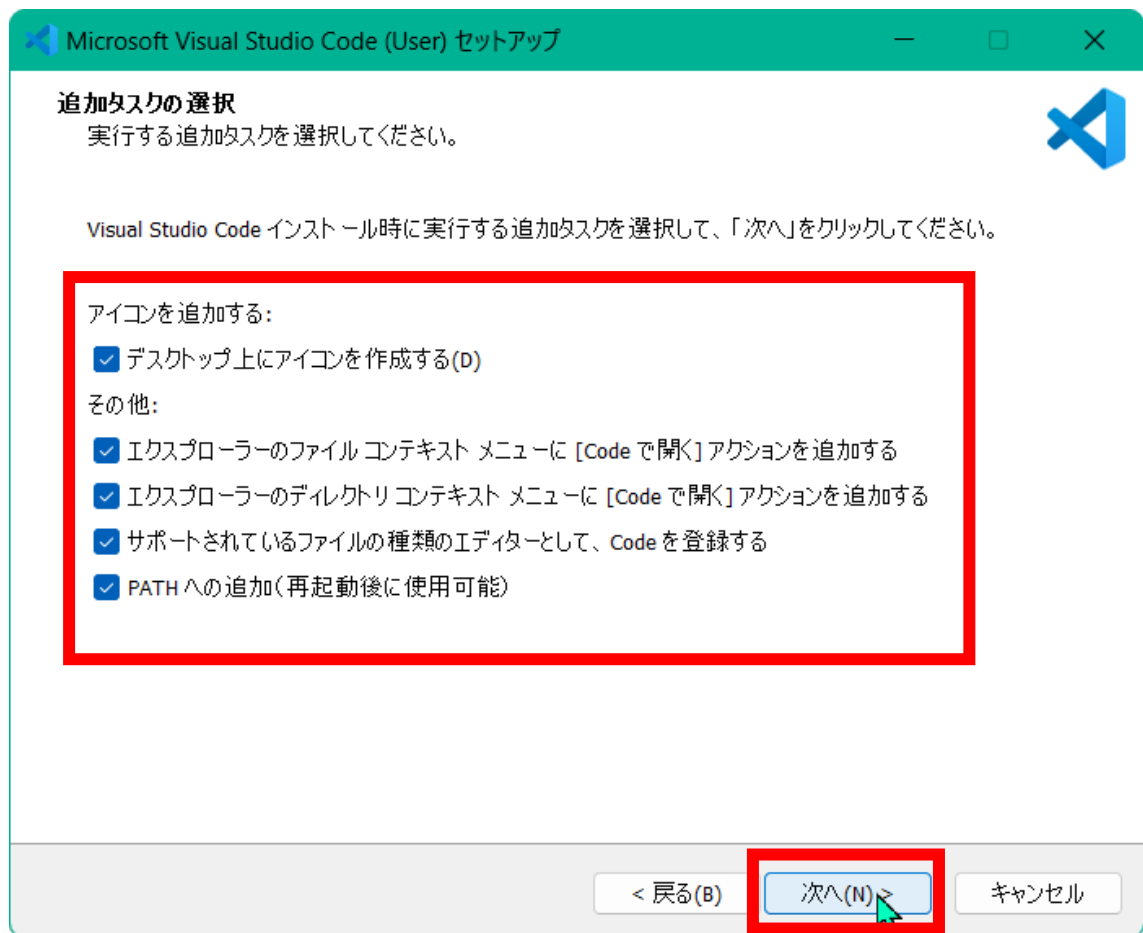 Microsoft Visual Studio Code (User) セットアップ
追加タスクの選択
実行する追加タスクを選択してください。
Visual Studio Code インストール時に実行する追加タスクを選択して、「次へ」をクリックしてください。
アイコンを追加する:
デスクトップ上にアイコンを作成する(D)
その他:
エクスプローラーのファイル コンテキスト メニューに [Code で開く] アクションを追加する
エクスプローラーのディレクトリ コンテキスト メニューに [Code で開く] アクションを追加する
サポートされているファイルの種類のエディターとして、Code を登録する
PATH への追加(再起動後に使用可能)
< 戻る(B) 次へ(N) > キャンセル